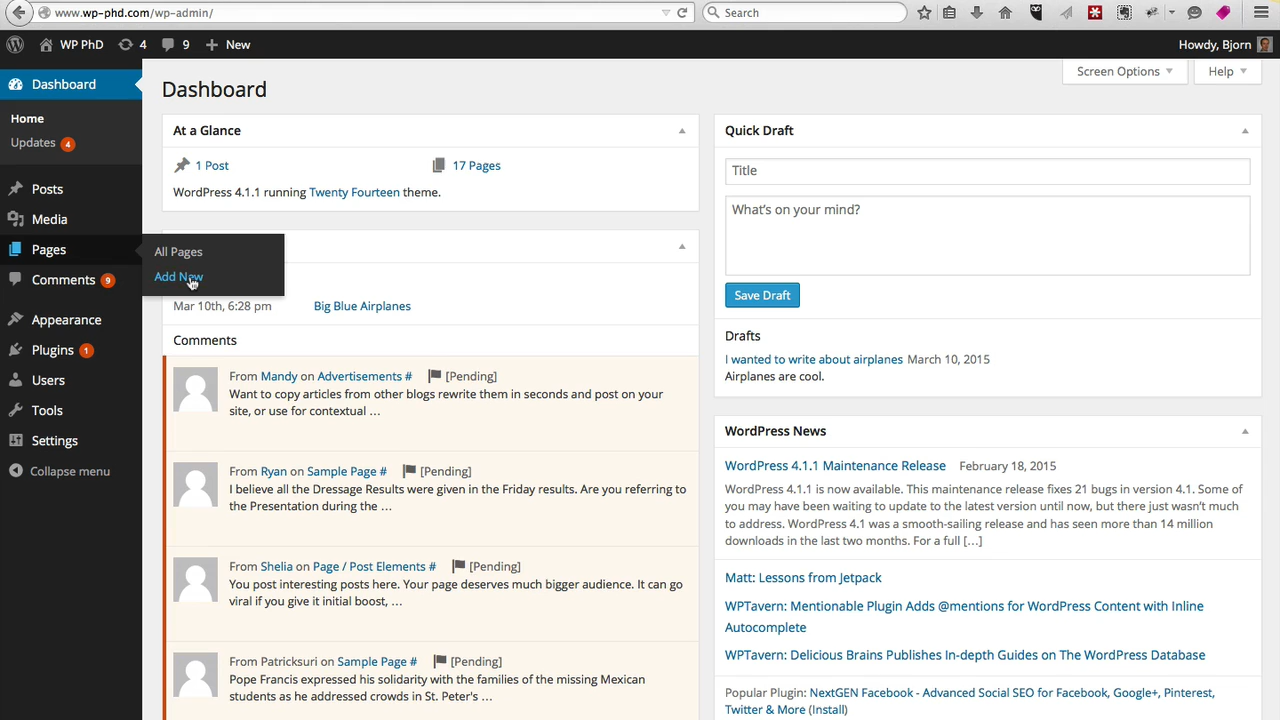 www.wp-phd.com/wp-admin/
Search
WP PhD
4
9
New
Howdy, Bjorn
Dashboard
Home
Updates 4
Posts
Media
Pages
Comments 9
Appearance
Plugins 1
Users
Tools
Settings
Collapse menu
All Pages
Add New
Screen Options
Help
Dashboard
At a Glance
1 Post
17 Pages
WordPress 4.1.1 running Twenty Fourteen theme.
Mar 10th, 6:28 pm
Big Blue Airplanes
Comments
From Mandy on Advertisements # [Pending]
Want to copy articles from other blogs rewrite them in seconds and post on your
site, or use for contextual …
From Ryan on Sample Page # [Pending]
I believe all the Dressage Results were given in the Friday results. Are you referring to
the Presentation during the …
From Shelia on Page / Post Elements # [Pending]
You post interesting posts here. Your page deserves much bigger audience. It can go
viral if you give it initial boost, …
From Patricksuri on Sample Page # [Pending]
Pope Francis expressed his solidarity with the families of the missing Mexican
students as he addressed crowds in St. Peter's …
Quick Draft
Title
What's on your mind?
Save Draft
Drafts
I wanted to write about airplanes March 10, 2015
Airplanes are cool.
WordPress News
WordPress 4.1.1 Maintenance Release February 18, 2015
WordPress 4.1.1 is now available. This maintenance release fixes 21 bugs in version 4.1. Some of
you may have been waiting to update to the latest version until now, but there just wasn't much
to address. WordPress 4.1 was a smooth-sailing release and has seen more than 14 million
downloads in the last two months. For a full […]
Matt: Lessons from Jetpack
WPTavern: Mentionable Plugin Adds @mentions for WordPress Content with Inline
Autocomplete
WPTavern: Delicious Brains Publishes In-depth Guides on The WordPress Database
Popular Plugin: NextGEN Facebook - Advanced Social SEO for Facebook, Google+, Pinterest,
Twitter & More (Install)